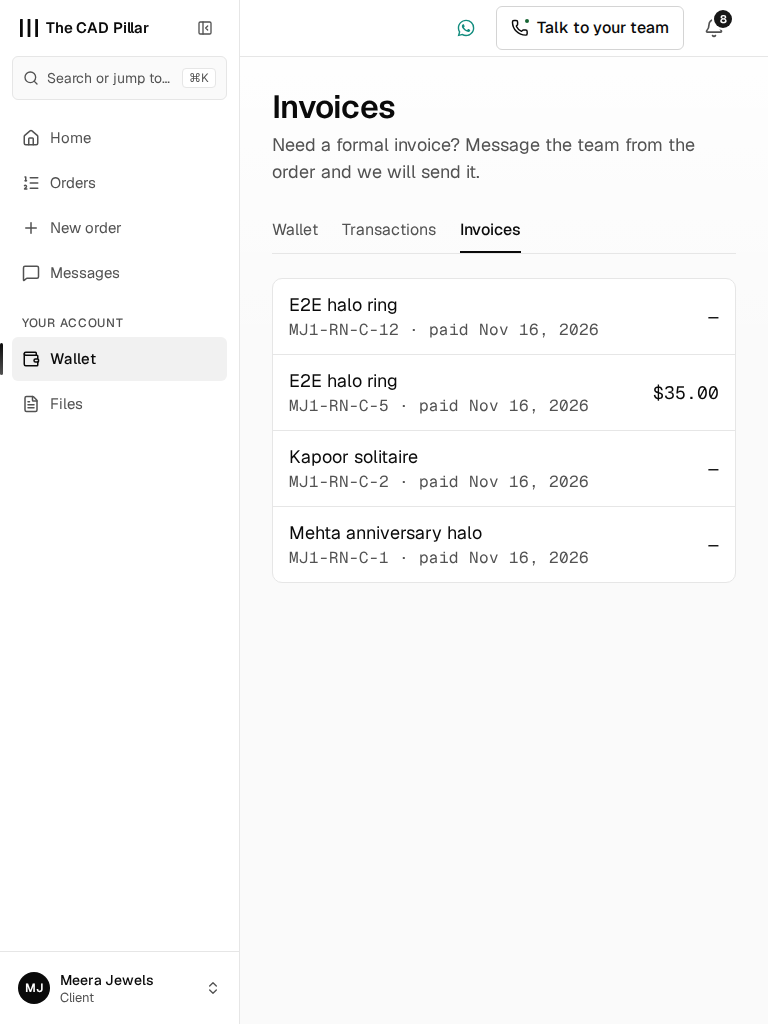 The CAD Pillar
Search or jump to… ⌘K
Home
Orders
New order
Messages
YOUR ACCOUNT
Wallet
Files
MJ
Meera Jewels
Client
Talk to your team
8
Invoices
Need a formal invoice? Message the team from the
order and we will send it.
Wallet Transactions Invoices
E2E halo ring
MJ1-RN-C-12 · paid Nov 16, 2026
—
E2E halo ring
MJ1-RN-C-5 · paid Nov 16, 2026
$35.00
Kapoor solitaire
MJ1-RN-C-2 · paid Nov 16, 2026
—
Mehta anniversary halo
MJ1-RN-C-1 · paid Nov 16, 2026
—